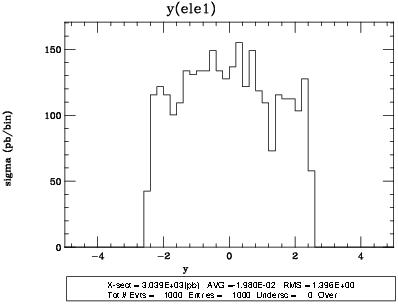 y(ele1)
sigma (pb/bin)
150
100
50
0
-4 -2 0 2 4
y
X-sect = 3.039E+03(pb) AVG = -1.980E-02 RMS = 1.396E+00
Tot # Evts = 1000 Entries = 1000 Undersc = 0 Over